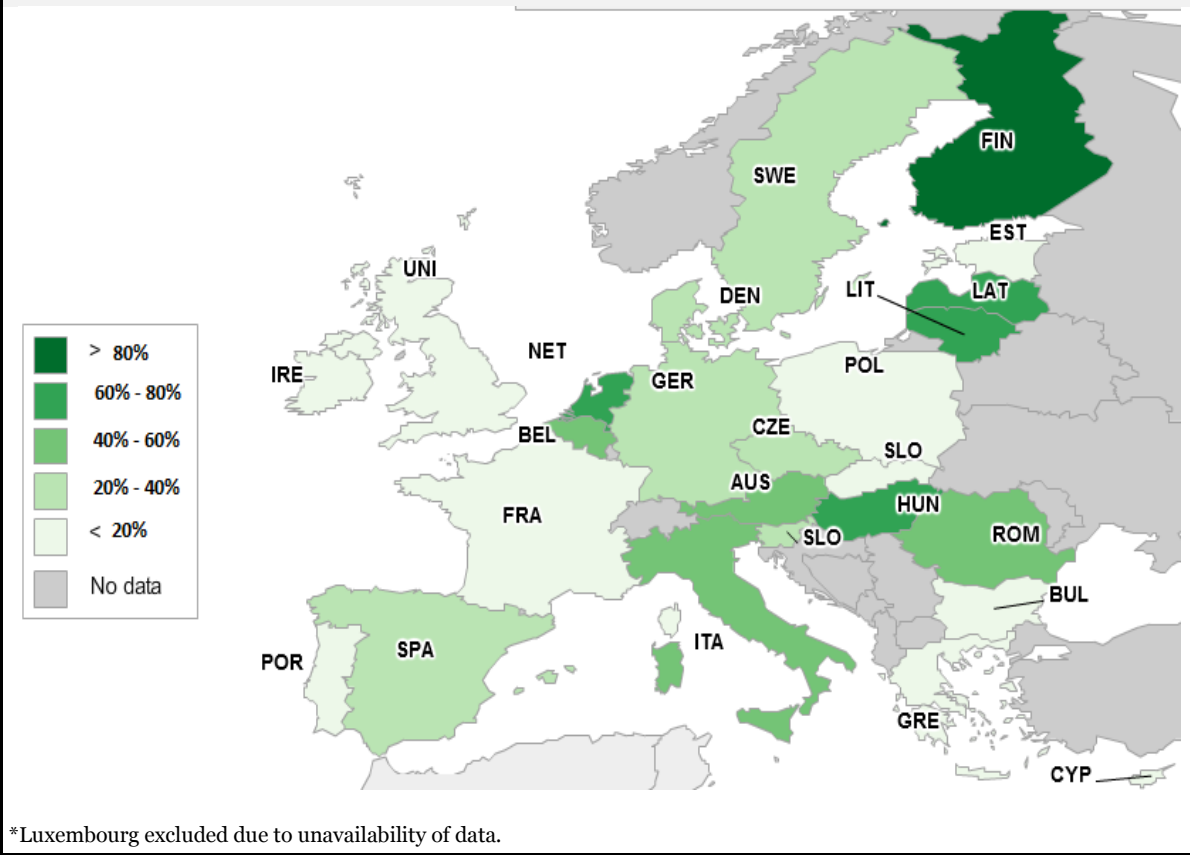 FIN
SWE
EST
UNI
DEN
LIT
LAT
NET
IRE
GER
POL
BEL
CZE
SLO
AUS
HUN
FRA
SLO
ROM
BUL
SPA
ITA
POR
GRE
CYP
> 80%
60% - 80%
40% - 60%
20% - 40%
< 20%
No data
*Luxembourg excluded due to unavailability of data.